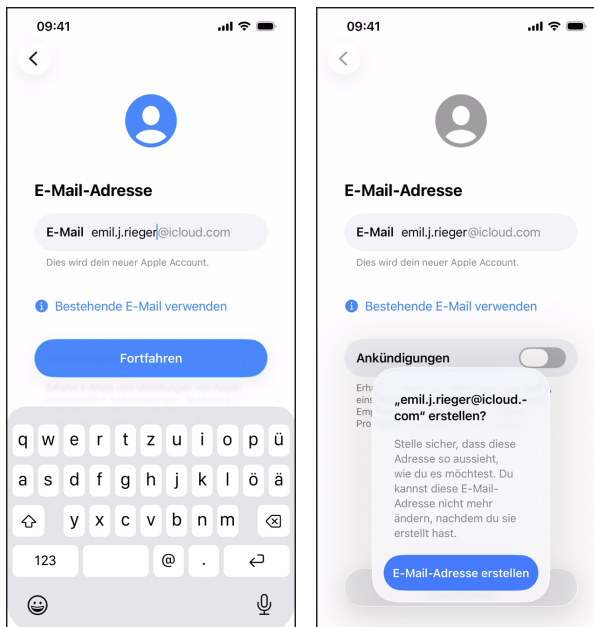 09:41
E-Mail-Adresse
E-Mail emil.j.rieger@icloud.com
Dies wird dein neuer Apple Account.
Bestehende E-Mail verwenden
Fortfahren
q w e r t z u i o p ü
a s d f g h j k l ö ä
y x c v b n m
123 @ .
09:41
E-Mail-Adresse
E-Mail emil.j.rieger@icloud.com
Dies wird dein neuer Apple Account.
Bestehende E-Mail verwenden
Ankündigungen
„emil.j.rieger@icloud.-
com“ erstellen?
Stelle sicher, dass diese
Adresse so aussieht,
wie du es möchtest. Du
kannst diese E-Mail-
Adresse nicht mehr
ändern, nachdem du sie
erstellt hast.
E-Mail-Adresse erstellen